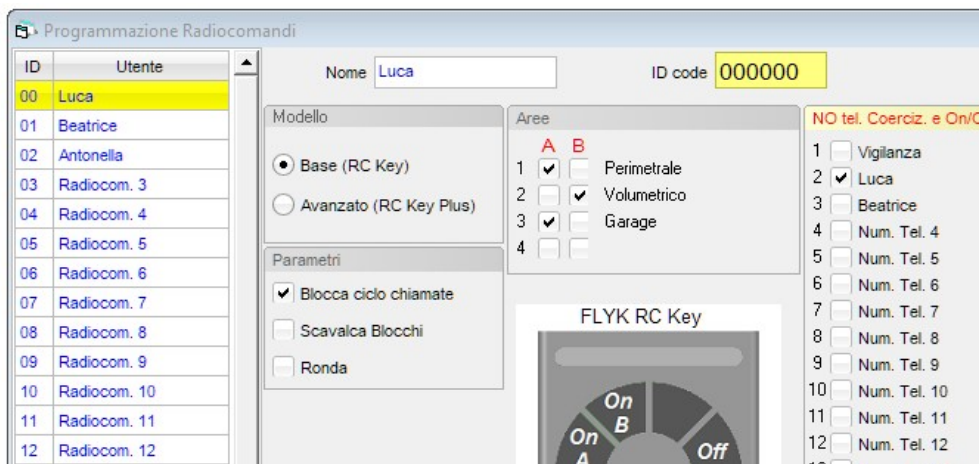 Programmazione Radiocomandi
ID Utente
00 Luca
01 Beatrice
02 Antonella
03 Radiocom. 3
04 Radiocom. 4
05 Radiocom. 5
06 Radiocom. 6
07 Radiocom. 7
08 Radiocom. 8
09 Radiocom. 9
10 Radiocom. 10
11 Radiocom. 11
12 Radiocom. 12
Nome Luca
ID code 000000
Modello
Base (RC Key)
Avanzato (RC Key Plus)
Parametri
Blocca ciclo chiamate
Scavalca Blocchi
Ronda
Aree
A B
1 Perimetrale
2 Volumetrico
3 Garage
4
FLYK RC Key
On
B
On
A
Off
NO tel. Coerciz. e On/
1 Vigilanza
2 Luca
3 Beatrice
4 Num. Tel. 4
5 Num. Tel. 5
6 Num. Tel. 6
7 Num. Tel. 7
8 Num. Tel. 8
9 Num. Tel. 9
10 Num. Tel. 10
11 Num. Tel. 11
12 Num. Tel. 12